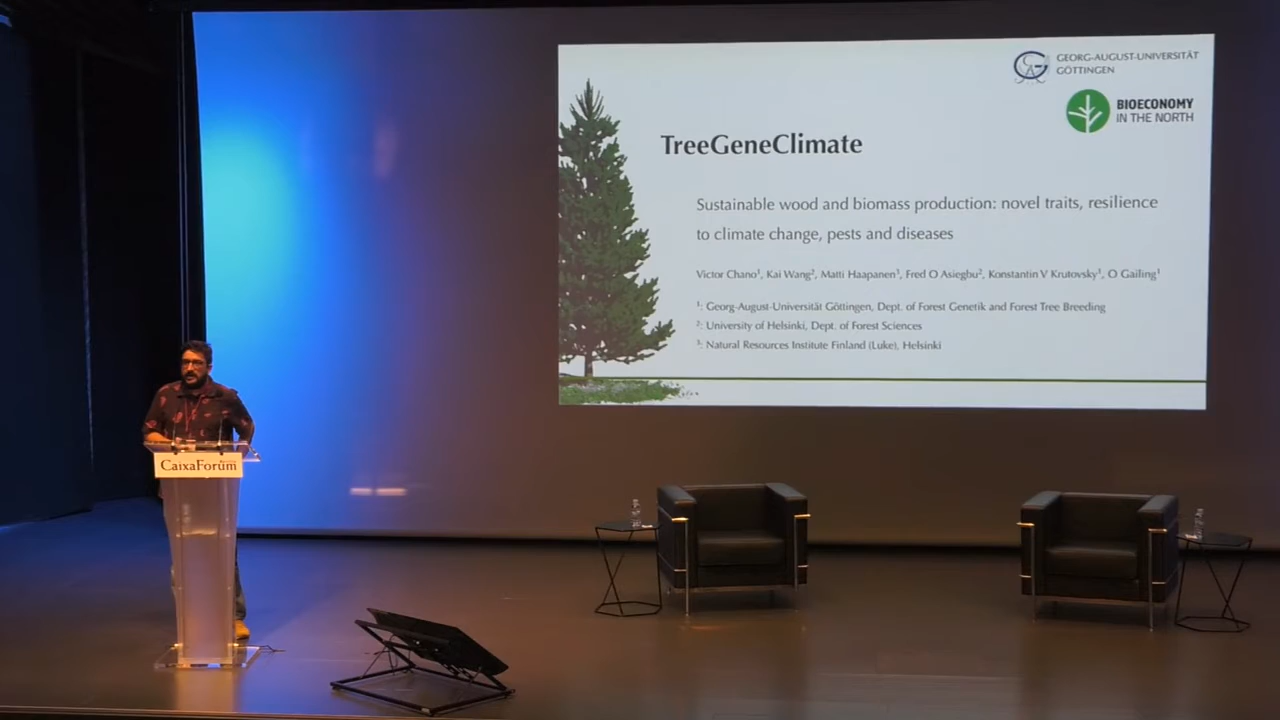 GEORG-AUGUST-UNIVERSITÄT
GÖTTINGEN
BIOECONOMY
IN THE NORTH
TreeGeneClimate
Sustainable wood and biomass production: novel traits, resilience
to climate change, pests and diseases
Victor Chano¹, Kai Wang², Matti Haapanen³, Fred O Asiegbu², Konstantin V Krutovsky¹, O Gailing¹
¹: Georg-August-Universität Göttingen, Dept. of Forest Genetik and Forest Tree Breeding
²: University of Helsinki, Dept. of Forest Sciences
³: Natural Resources Institute Finland (Luke), Helsinki
CaixaForum